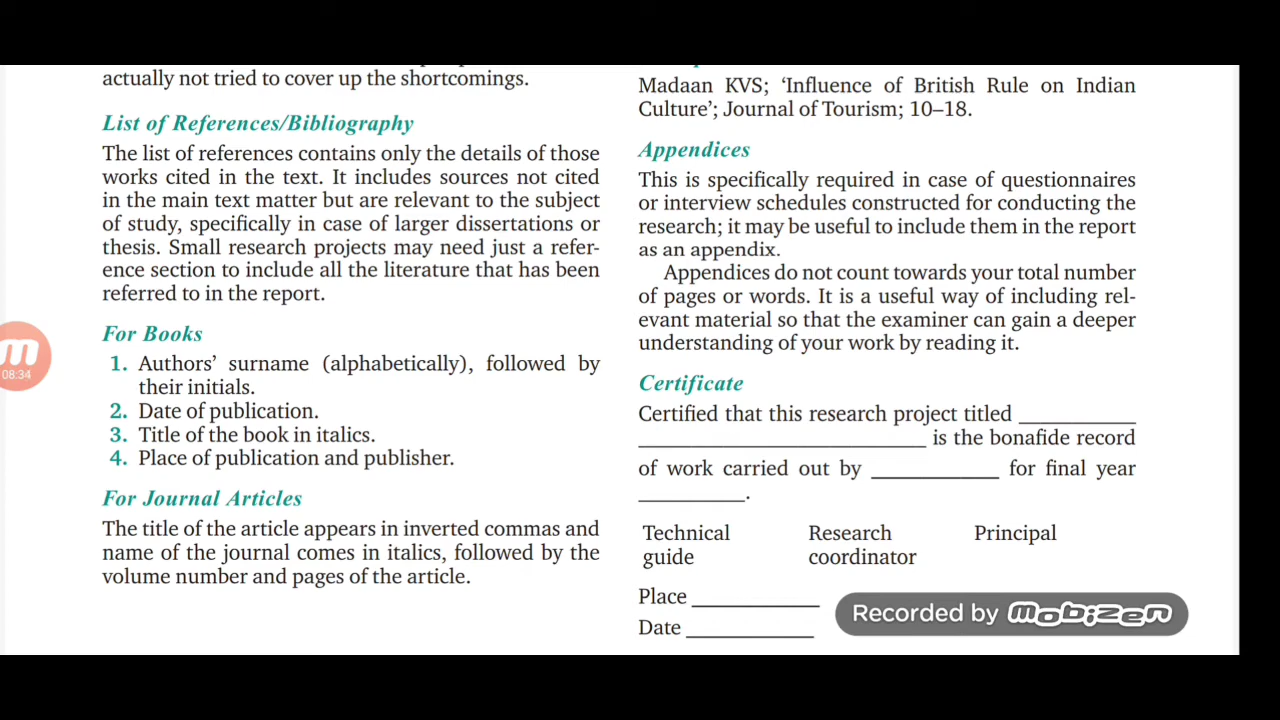 actually not tried to cover up the shortcomings.
List of References/Bibliography
The list of references contains only the details of those
works cited in the text. It includes sources not cited
in the main text matter but are relevant to the subject
of study, specifically in case of larger dissertations or
thesis. Small research projects may need just a refer-
ence section to include all the literature that has been
referred to in the report.
For Books
1. Authors' surname (alphabetically), followed by
their initials.
2. Date of publication.
3. Title of the book in italics.
4. Place of publication and publisher.
For Journal Articles
The title of the article appears in inverted commas and
name of the journal comes in italics, followed by the
volume number and pages of the article.
Madaan KVS; 'Influence of British Rule on Indian
Culture'; Journal of Tourism; 10–18.
Appendices
This is specifically required in case of questionnaires
or interview schedules constructed for conducting the
research; it may be useful to include them in the report
as an appendix.
Appendices do not count towards your total number
of pages or words. It is a useful way of including rel-
evant material so that the examiner can gain a deeper
understanding of your work by reading it.
Certificate
Certified that this research project titled ___________
___________________________ is the bonafide record
of work carried out by ____________ for final year
__________.
Technical guide
Research coordinator
Principal
Place ____________
Date ____________
08:34
Recorded by mobizen